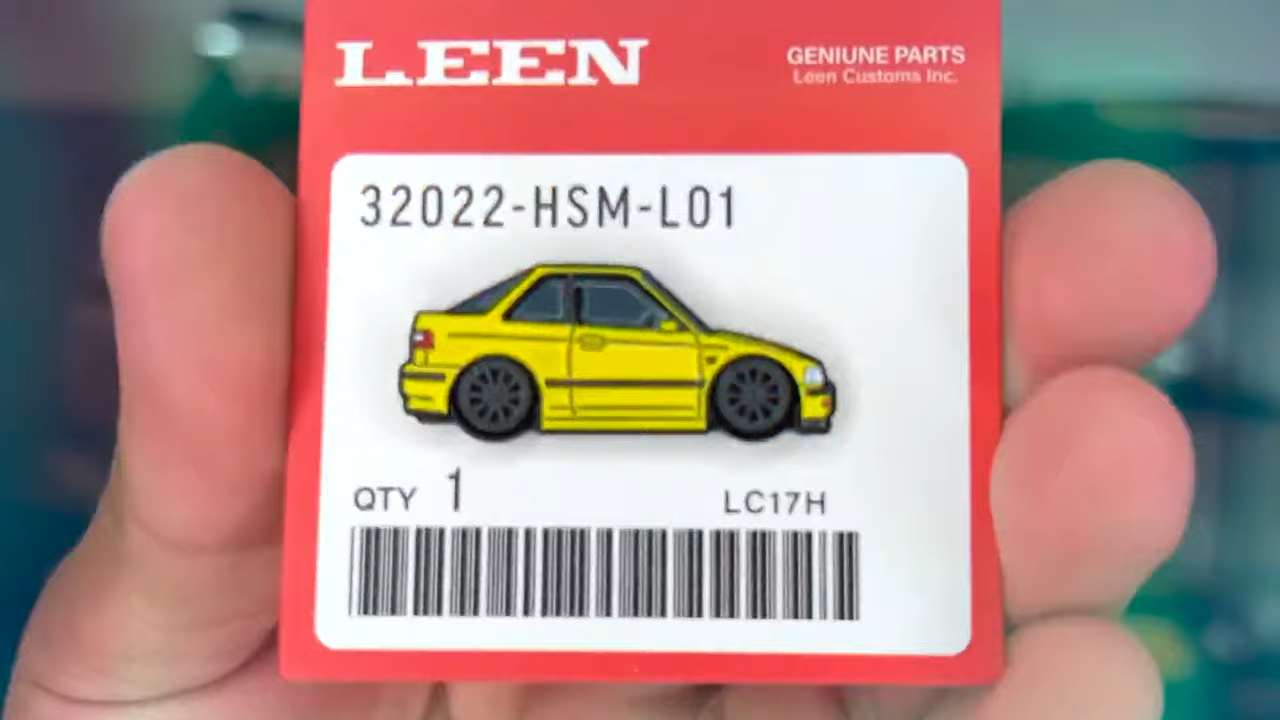 LEEN
GENIUNE PARTS
Leen Customs Inc.
32022-HSM-L01
QTY 1
LC17H